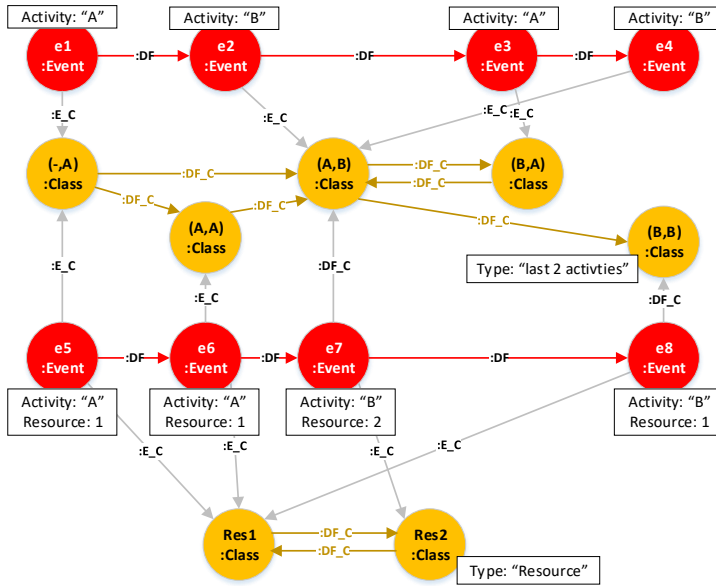 Activity: “A”
Activity: “B”
Activity: “A”
Activity: “B”
e1
:Event
:DF
e2
:Event
:DF
e3
:Event
:DF
e4
:Event
:E_C
:E_C
:E_C
:E_C
(-,A)
:Class
:DF_C
(A,B)
:Class
:DF_C
:DF_C
(B,A)
:Class
:DF_C
(A,A)
:Class
:DF_C
:DF_C
(B,B)
:Class
Type: “last 2 activties”
:E_C
:E_C
:DF_C
:DF_C
e5
:Event
:DF
e6
:Event
:DF
e7
:Event
:DF
e8
:Event
Activity: “A”
Resource: 1
Activity: “A”
Resource: 1
Activity: “B”
Resource: 2
Activity: “B”
Resource: 1
:E_C
:E_C
:E_C
:E_C
Res1
:Class
:DF_C
:DF_C
Res2
:Class
Type: “Resource”